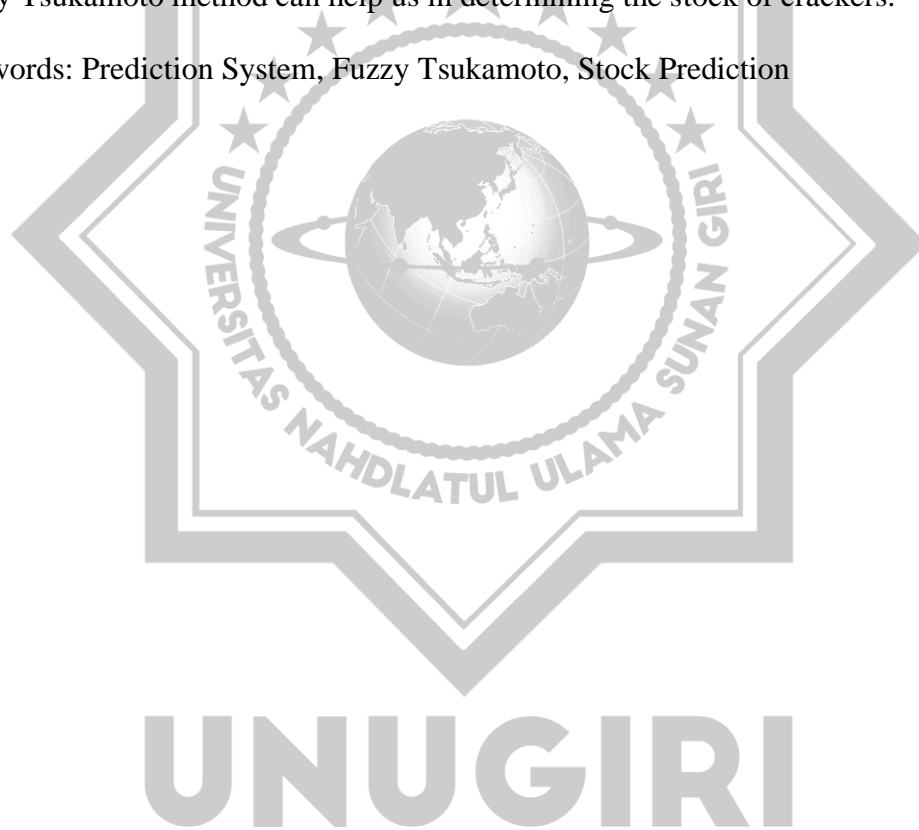 y Tsukamoto method can help us in determining the stock of crackers.
words: Prediction System, Fuzzy Tsukamoto, Stock Prediction
UNIVERSITAS NAHDLATUL ULAMA SUNAN GIRI
UNUGIRI